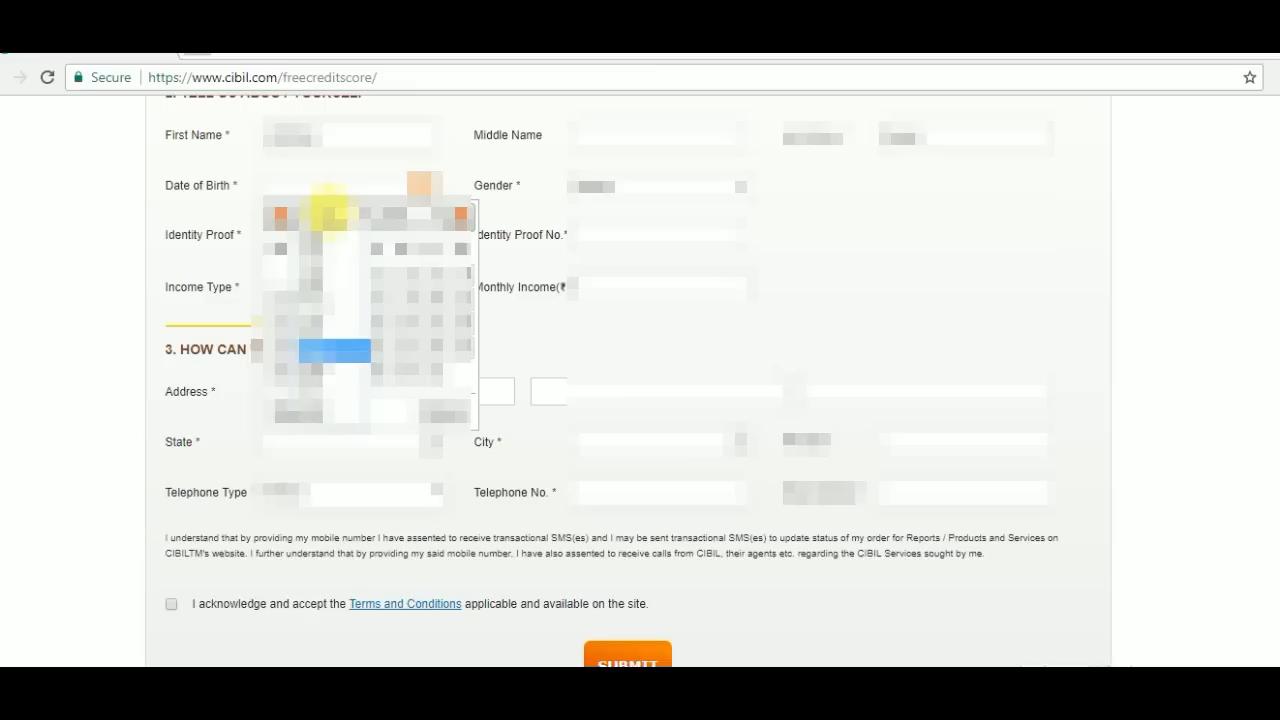 Secure https://www.cibil.com/freecreditscore/
First Name * Middle Name
Date of Birth * Gender *
Identity Proof * Identity Proof No.*
Income Type * Monthly Income(₹
3. HOW CAN
Address *
State * City *
Telephone Type Telephone No. *
I understand that by providing my mobile number I have assented to receive transactional SMS(es) and I may be sent transactional SMS(es) to update status of my order for Reports / Products and Services on
CIBILTM's website. I further understand that by providing my said mobile number, I have also assented to receive calls from CIBIL, their agents etc. regarding the CIBIL Services sought by me.
I acknowledge and accept the Terms and Conditions applicable and available on the site.
SUBMIT